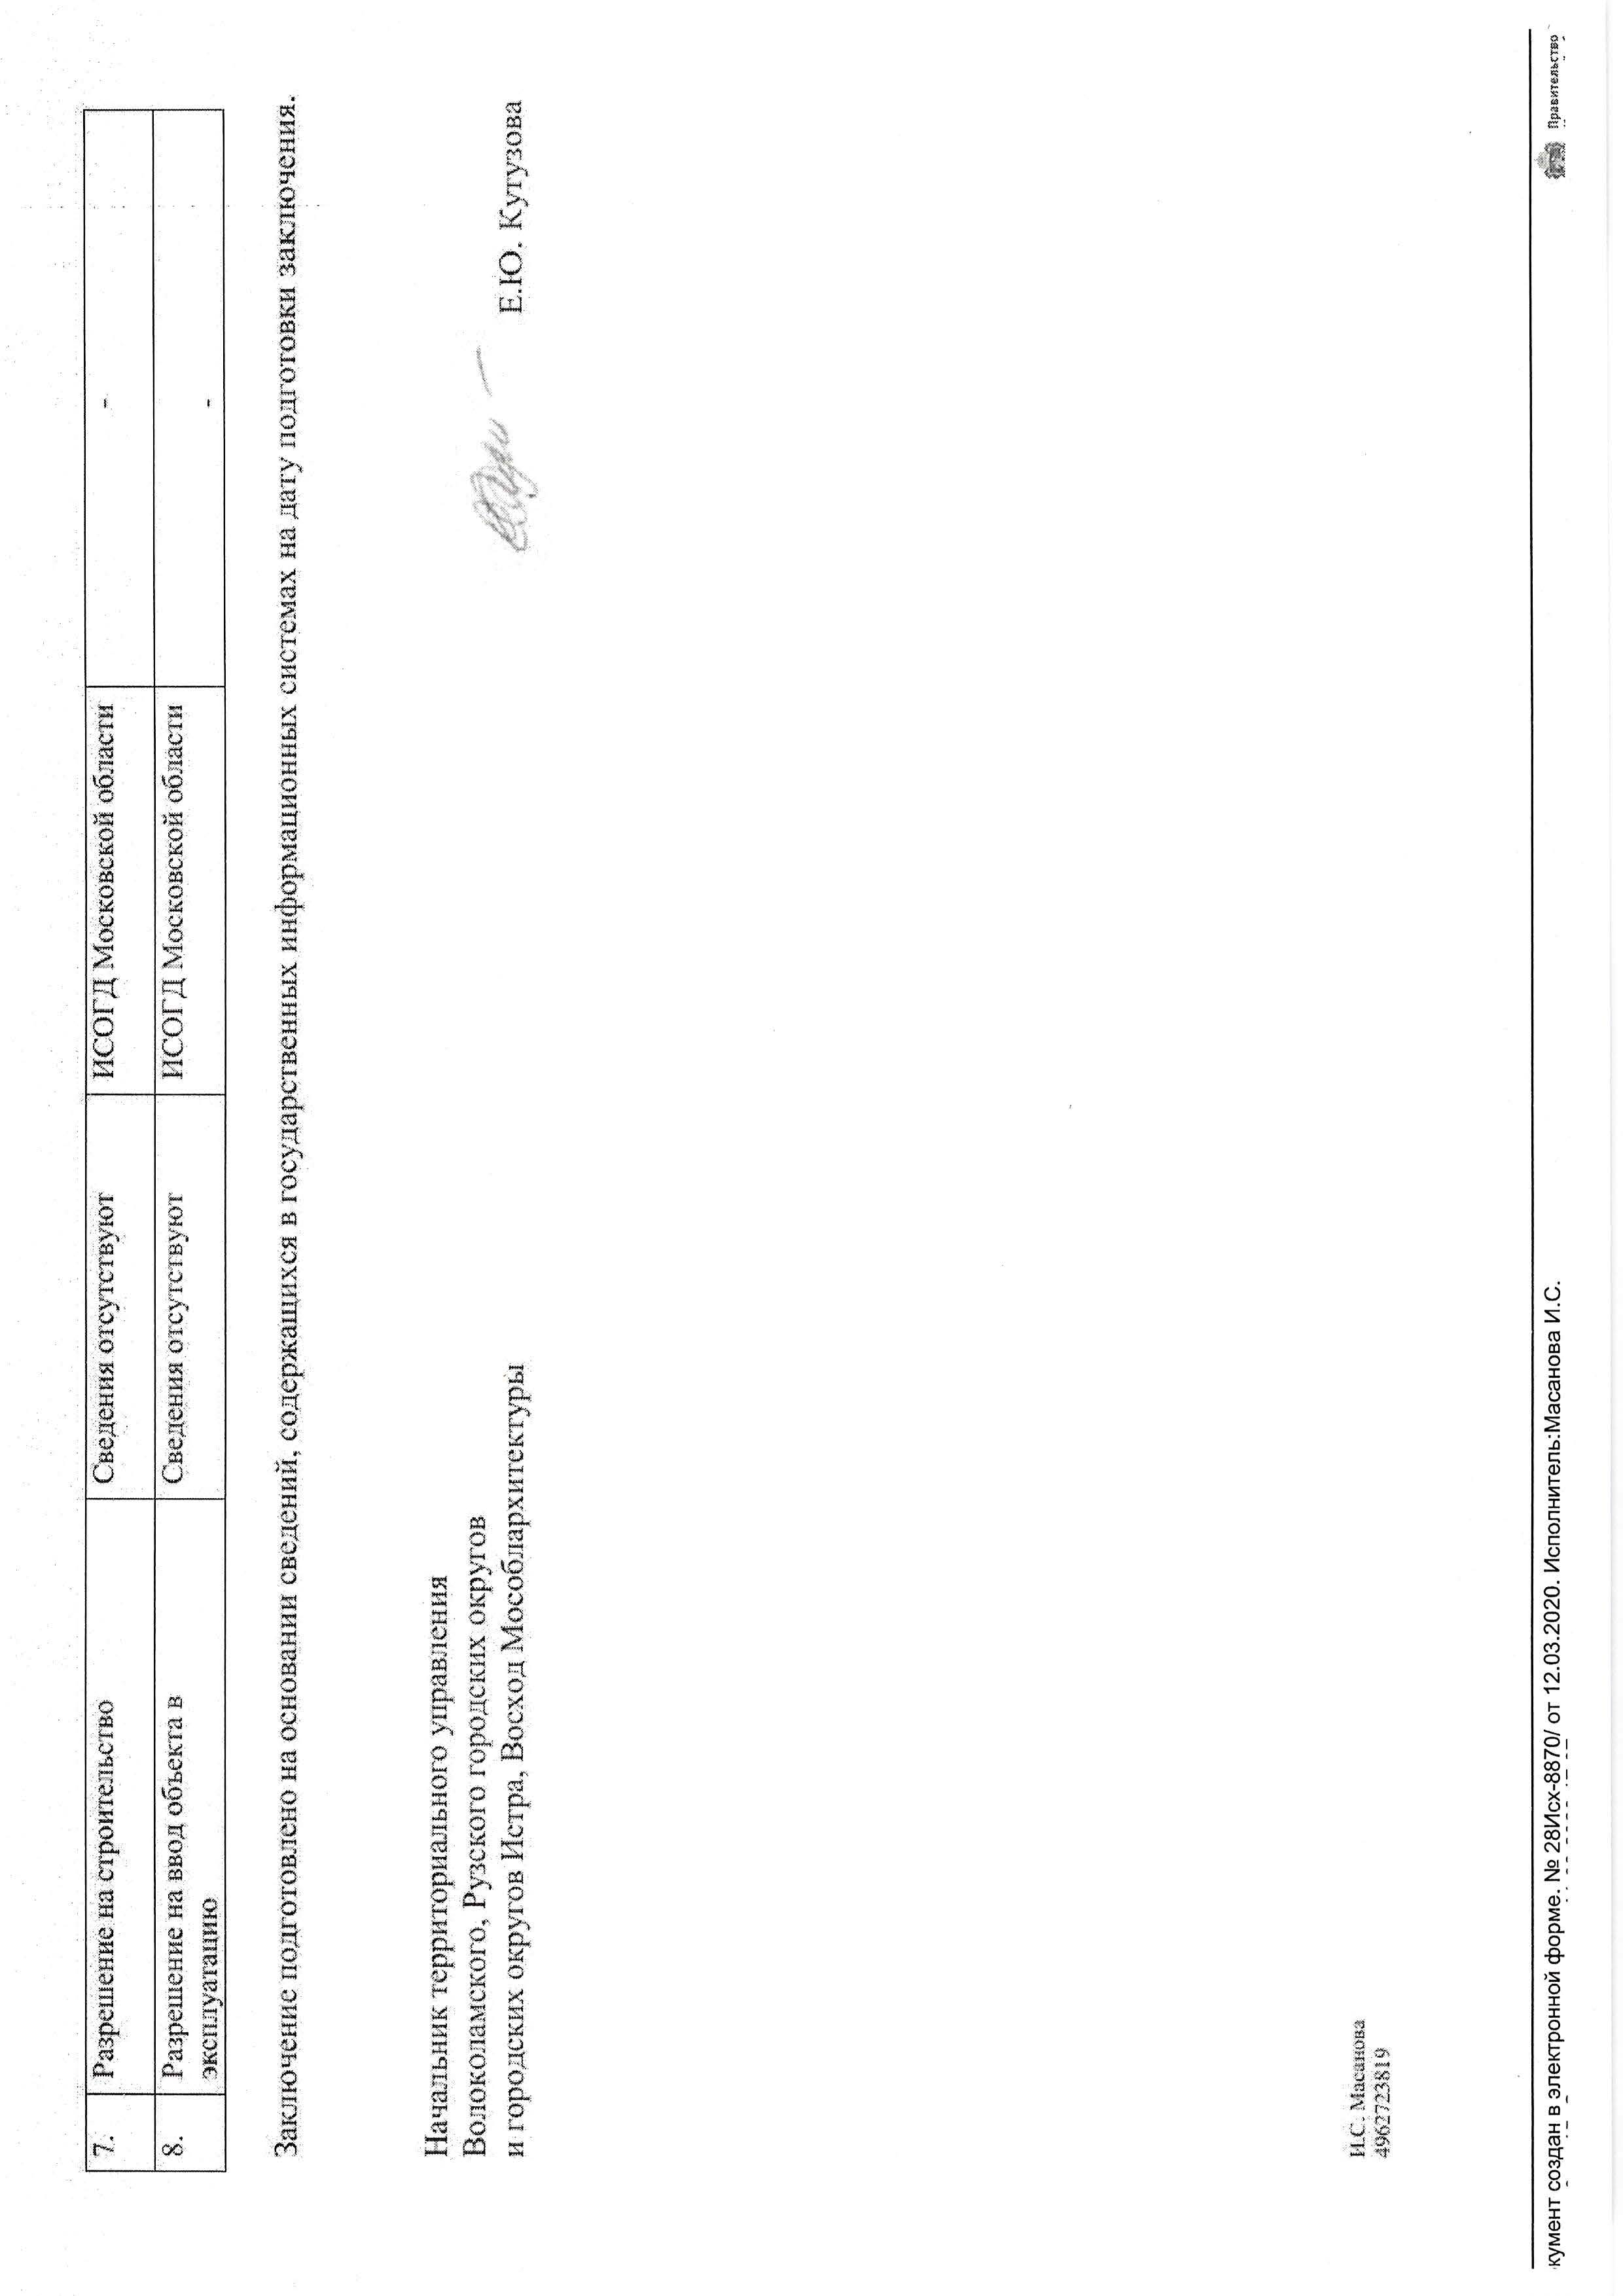 7. Разрешение на строительство Сведения отсутствуют ИСОГД Московской области -
8. Разрешение на ввод объекта в Сведения отсутствуют ИСОГД Московской области
эксплуатацию -
Заключение подготовлено на основании сведений, содержащихся в государственных информационных системах на дату подготовки заключения.
Начальник территориального управления
Волоколамского, Рузского городских округов
и городских округов Истра, Восход Мособлархитектуры Е.Ю. Кутузова
И.С. Масанова
4962723819
кумент создан в электронной форме. № 28Исх-8870/ от 12.03.2020. Исполнитель:Масанова И.С.
Правительство